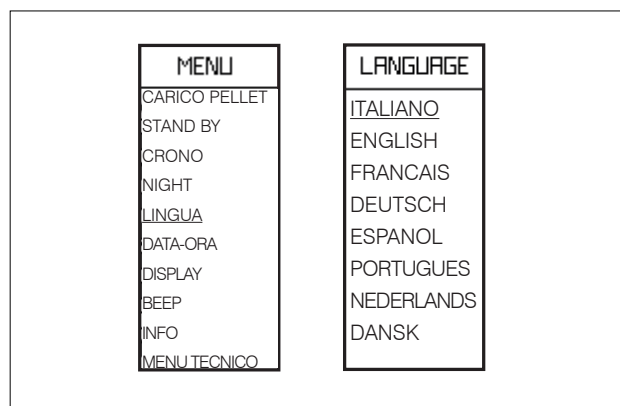 MENU
CARICO PELLET
STAND BY
CRONO
NIGHT
LINGUA
DATA-ORA
DISPLAY
BEEP
INFO
MENU TECNICO
LANGUAGE
ITALIANO
ENGLISH
FRANCAIS
DEUTSCH
ESPANOL
PORTUGUES
NEDERLANDS
DANSK